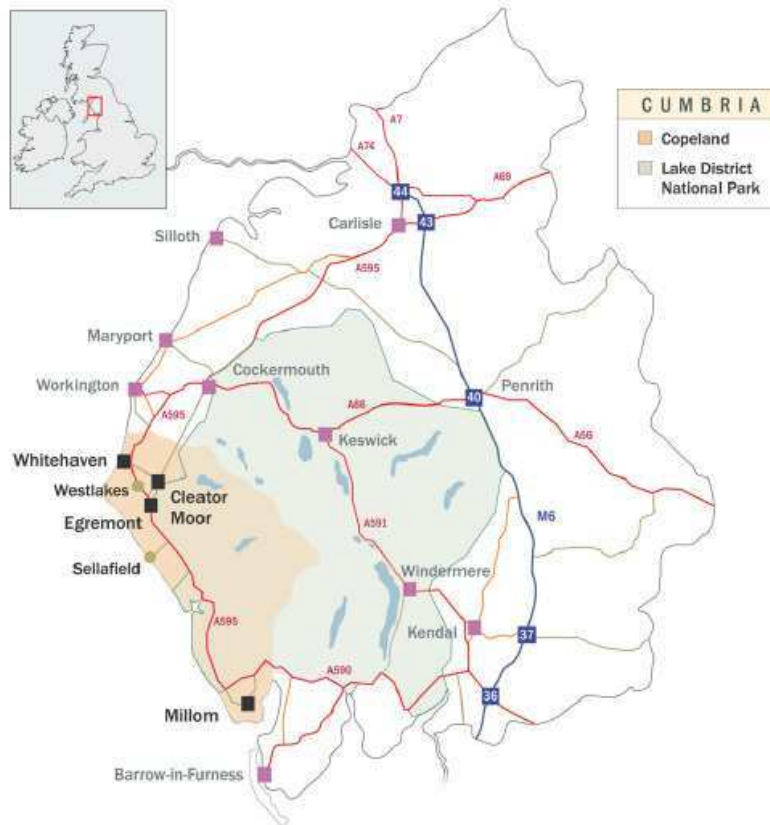 CUMBRIA
Copeland
Lake District
National Park
A7
A74
A69
44
43
Carlisle
Silloth
A595
Maryport
Cockermouth
Workington
A595
A66
40
Penrith
Keswick
A66
Whitehaven
Westlakes
Cleator
Moor
Egremont
A591
M6
Sellafield
Windermere
A595
Kendal
37
A590
36
Millom
Barrow-in-Furness